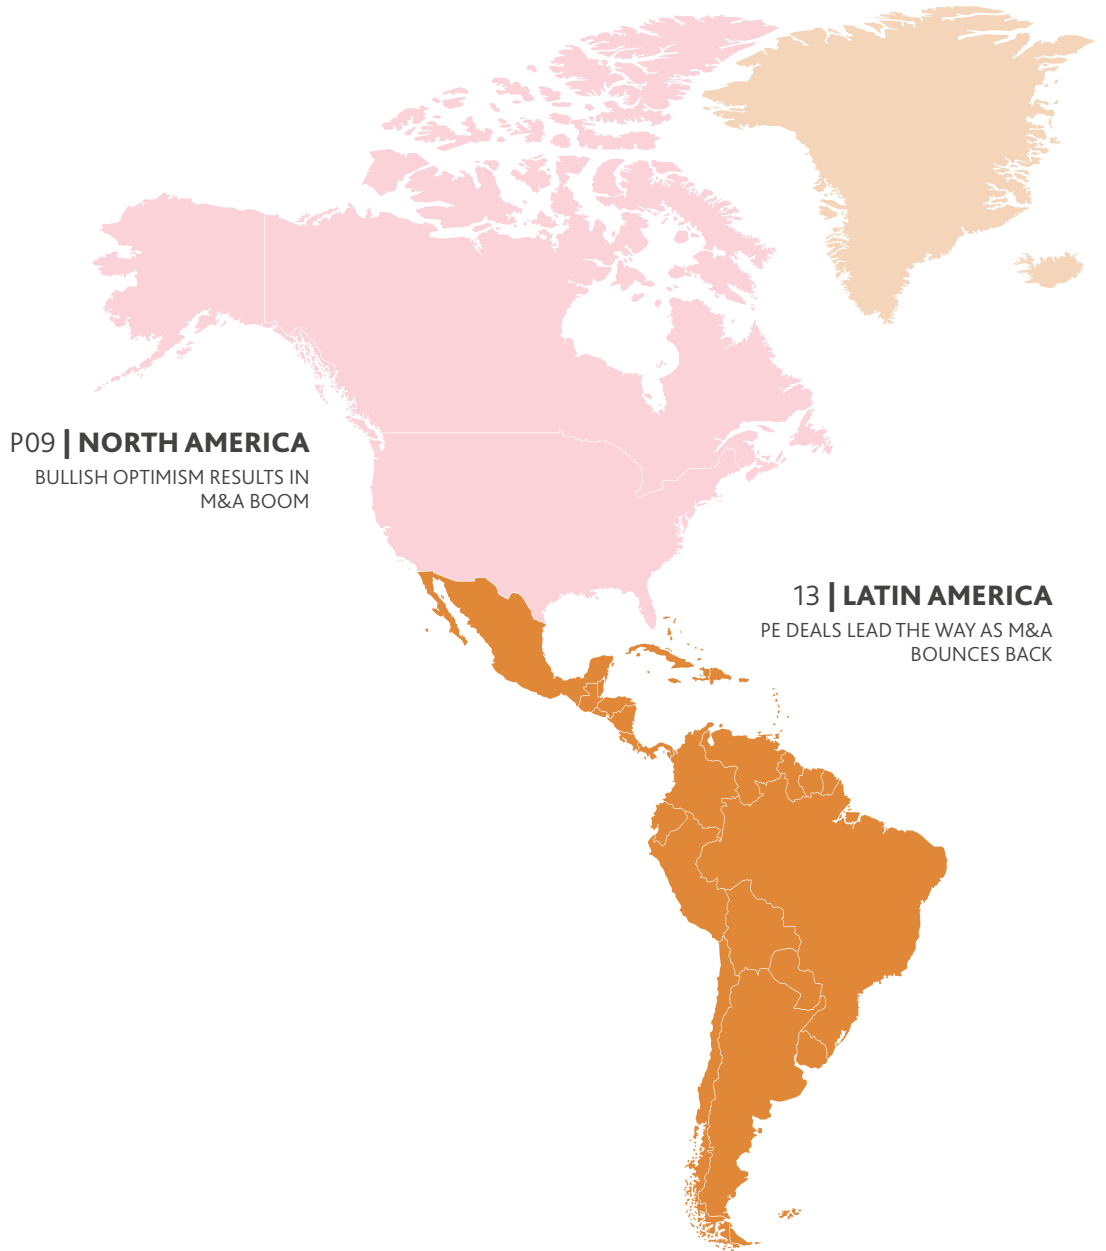 P09 | NORTH AMERICA
BULLISH OPTIMISM RESULTS IN
M&A BOOM
13 | LATIN AMERICA
PE DEALS LEAD THE WAY AS M&A
BOUNCES BACK